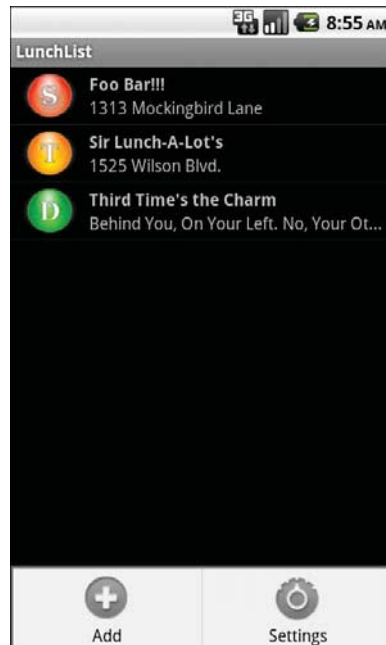 3G 8:55 AM
LunchList
S
Foo Bar!!!
1313 Mockingbird Lane
T
Sir Lunch-A-Lot's
1525 Wilson Blvd.
D
Third Time's the Charm
Behind You, On Your Left. No, Your Ot...
Add Settings